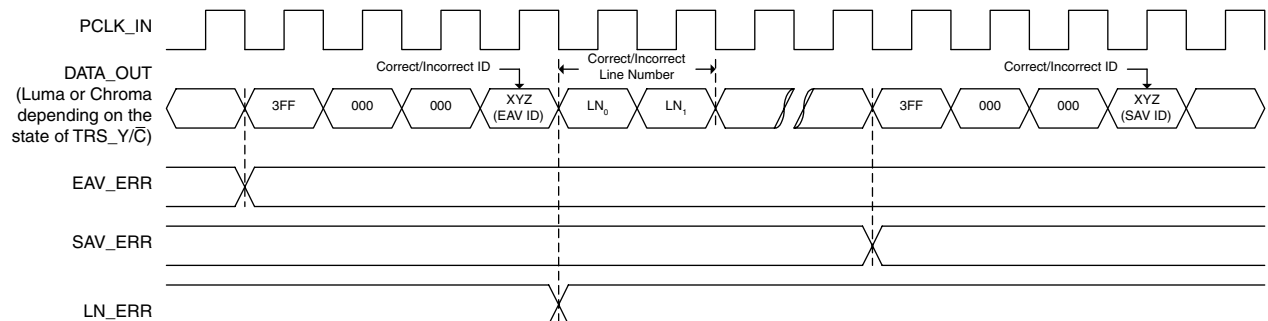 PCLK_IN
DATA_OUT
(Luma or Chroma
depending on the
state of TRS_Y/C̅)
Correct/Incorrect ID
Correct/Incorrect
Line Number
Correct/Incorrect ID
3FF
000
000
XYZ
(EAV ID)
LN₀
LN₁
3FF
000
000
XYZ
(SAV ID)
EAV_ERR
SAV_ERR
LN_ERR